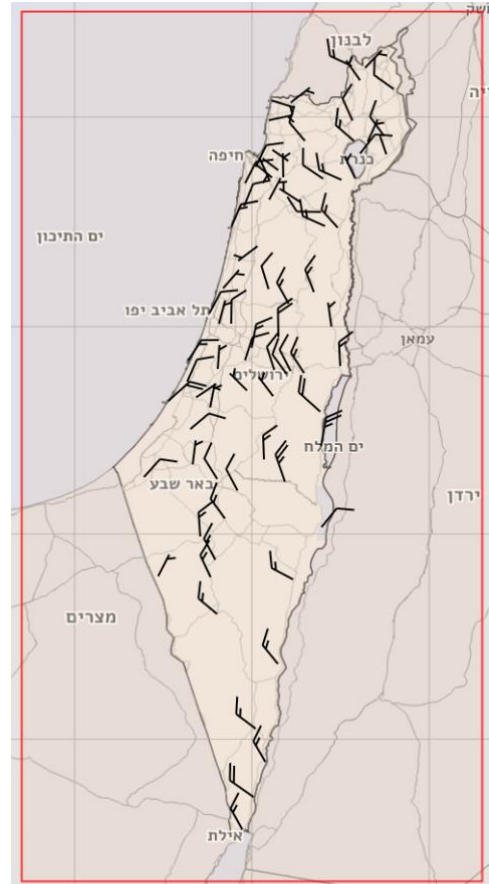 לבנון
חיפה
כנרת
ים התיכון
תל אביב יפו
עמאן
ירושלים
ים המלח
באר שבע
ירדן
מצרים
אילת